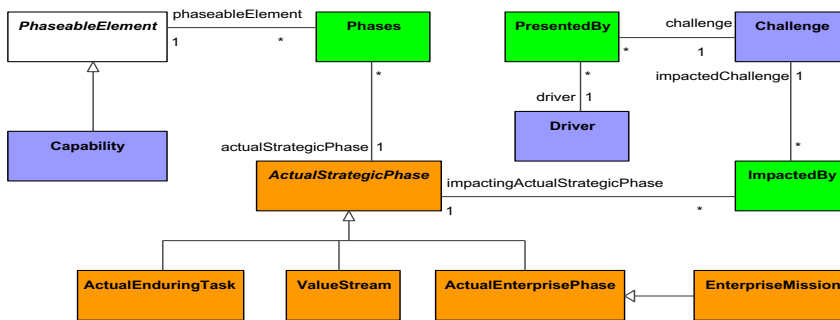 PhaseableElement
phaseableElement
1
*
Phases
PresentedBy
challenge
*
1
Challenge
impactedChallenge
1
*
*
driver
1
Capability
Driver
actualStrategicPhase
1
*
ActualStrategicPhase
impactingActualStrategicPhase
1
*
ImpactedBy
ActualEnduringTask
ValueStream
ActualEnterprisePhase
EnterpriseMission